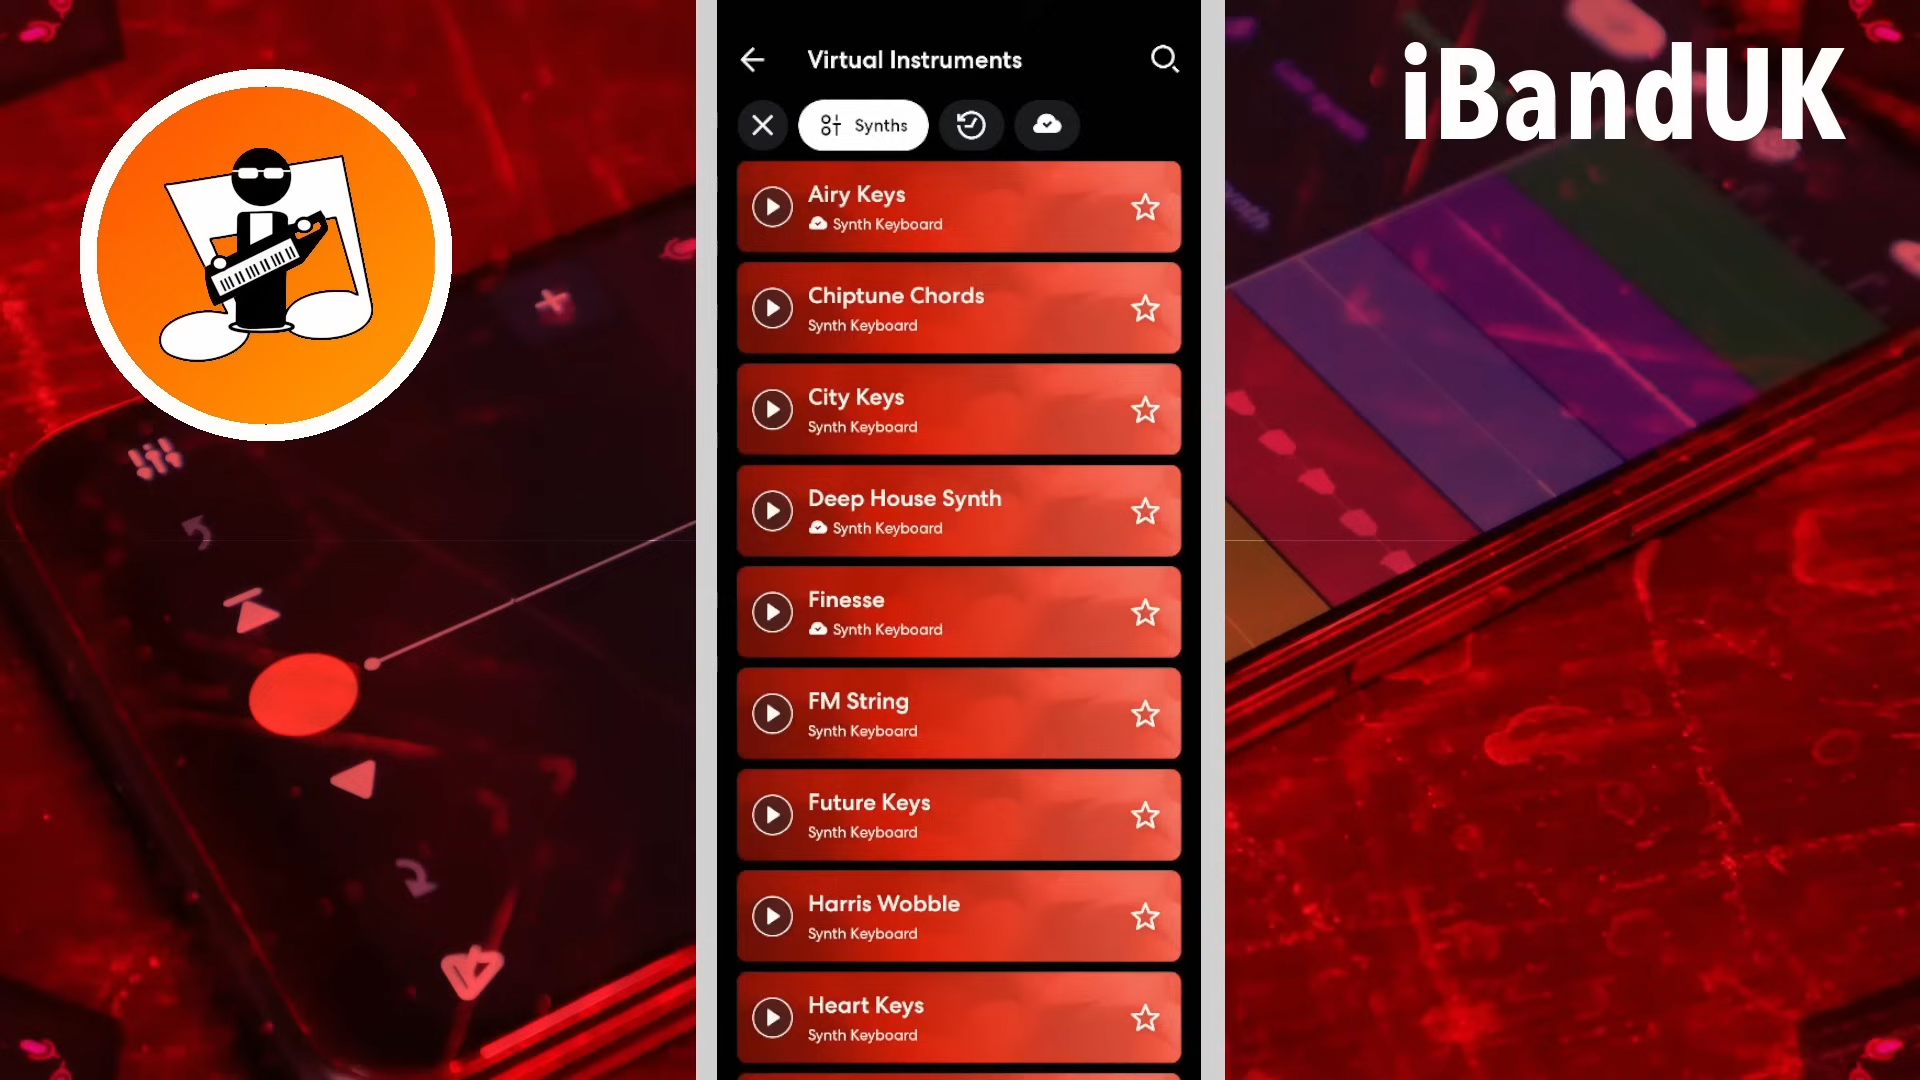 iBandUK
Virtual Instruments
Synths
Airy Keys
Synth Keyboard
Chiptune Chords
Synth Keyboard
City Keys
Synth Keyboard
Deep House Synth
Synth Keyboard
Finesse
Synth Keyboard
FM String
Synth Keyboard
Future Keys
Synth Keyboard
Harris Wobble
Synth Keyboard
Heart Keys
Synth Keyboard